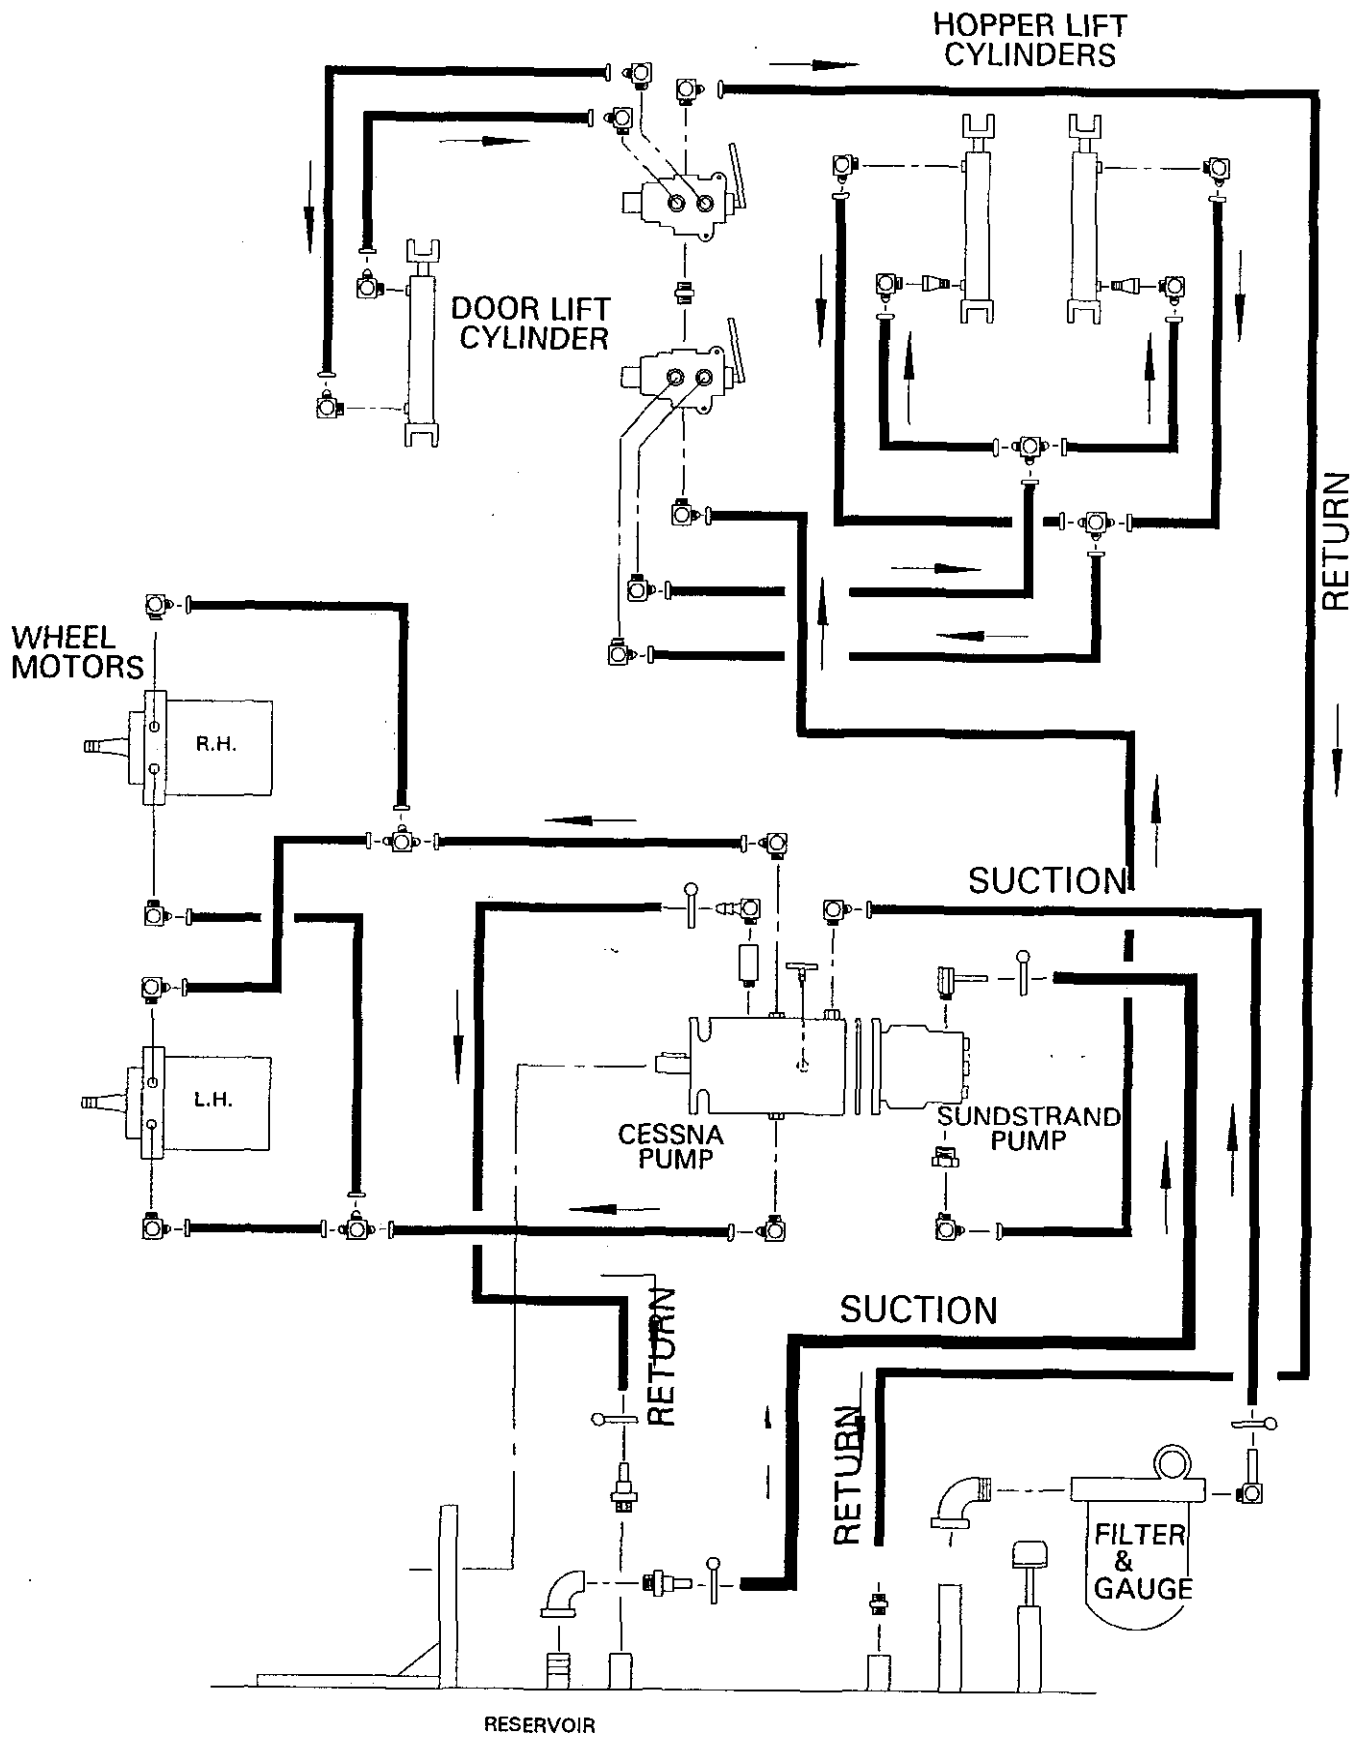 HOPPER LIFT
CYLINDERS
DOOR LIFT
CYLINDER
RETURN
WHEEL
MOTORS
R.H.
SUCTION
L.H.
CESSNA
PUMP
SUNDSTRAND
PUMP
SUCTION
RETURN
RETURN
FILTER
&
GAUGE
RESERVOIR